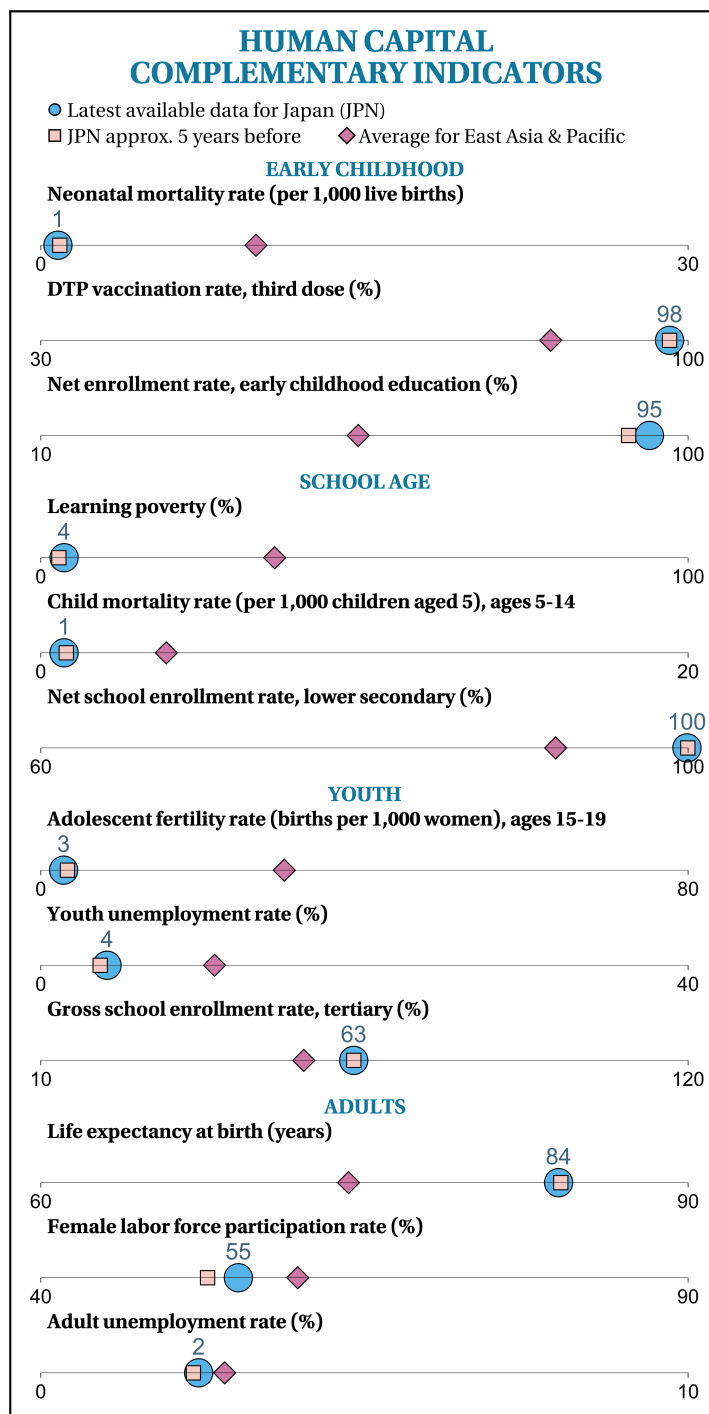 HUMAN CAPITAL
COMPLEMENTARY INDICATORS
Latest available data for Japan (JPN)
JPN approx. 5 years before Average for East Asia & Pacific
EARLY CHILDHOOD
Neonatal mortality rate (per 1,000 live births)
1
0 30
DTP vaccination rate, third dose (%)
98
30 100
Net enrollment rate, early childhood education (%)
95
10 100
SCHOOL AGE
Learning poverty (%)
4
0 100
Child mortality rate (per 1,000 children aged 5), ages 5-14
1
0 20
Net school enrollment rate, lower secondary (%)
100
60 100
YOUTH
Adolescent fertility rate (births per 1,000 women), ages 15-19
3
0 80
Youth unemployment rate (%)
4
0 40
Gross school enrollment rate, tertiary (%)
63
10 120
ADULTS
Life expectancy at birth (years)
84
60 90
Female labor force participation rate (%)
55
40 90
Adult unemployment rate (%)
2
0 10